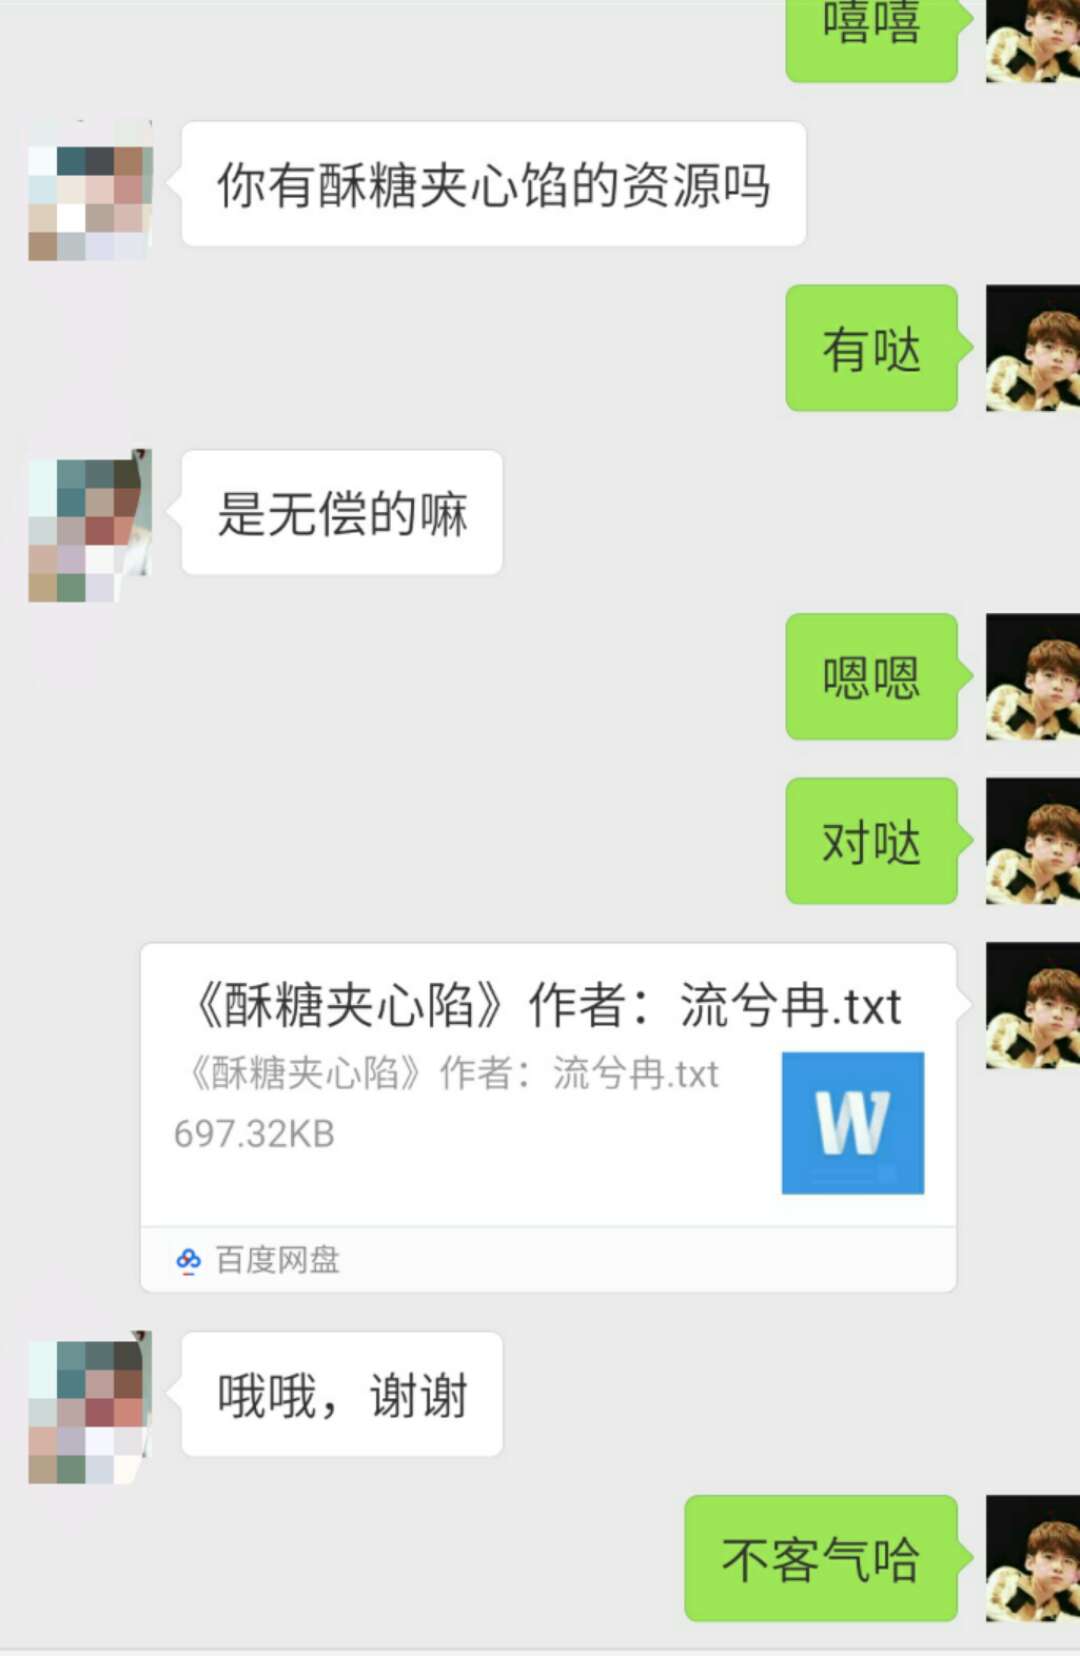 嘻嘻
你有酥糖夹心馅的资源吗
有哒
是无偿的嘛
嗯嗯
对哒
《酥糖夹心陷》作者：流兮冉.txt
《酥糖夹心陷》作者：流兮冉.txt
697.32KB
W
百度网盘
哦哦，谢谢
不客气哈